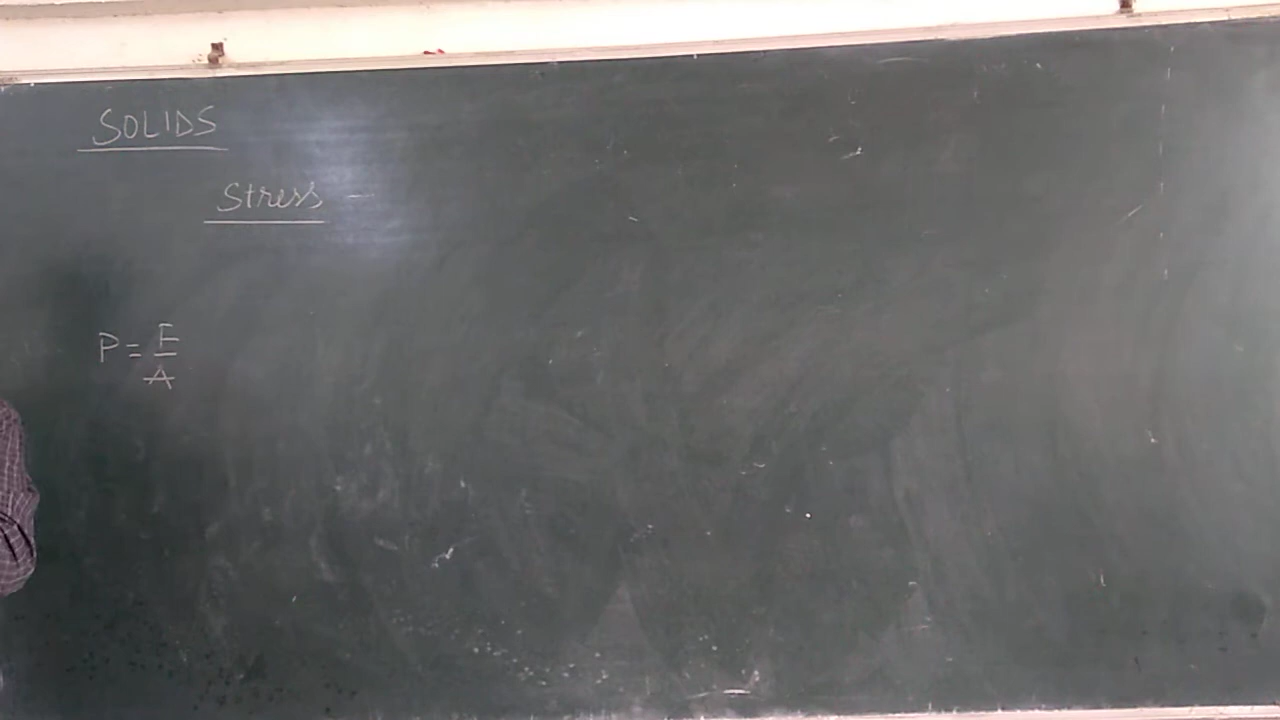 SOLIDS
Stress -
P = F/A